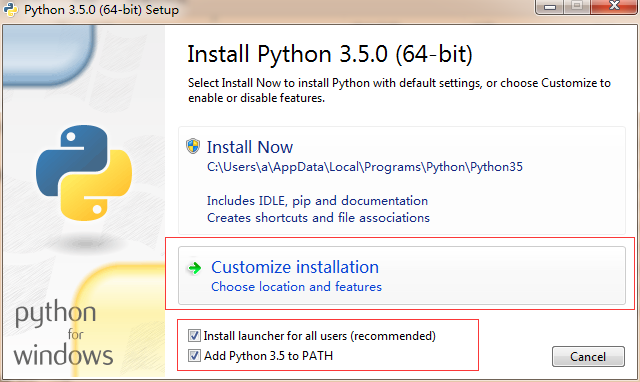 Python 3.5.0 (64-bit) Setup
Install Python 3.5.0 (64-bit)
Select Install Now to install Python with default settings, or choose Customize to
enable or disable features.
Install Now
C:\Users\a\AppData\Local\Programs\Python\Python35
Includes IDLE, pip and documentation
Creates shortcuts and file associations
Customize installation
Choose location and features
python
for
windows
Install launcher for all users (recommended)
Add Python 3.5 to PATH
Cancel